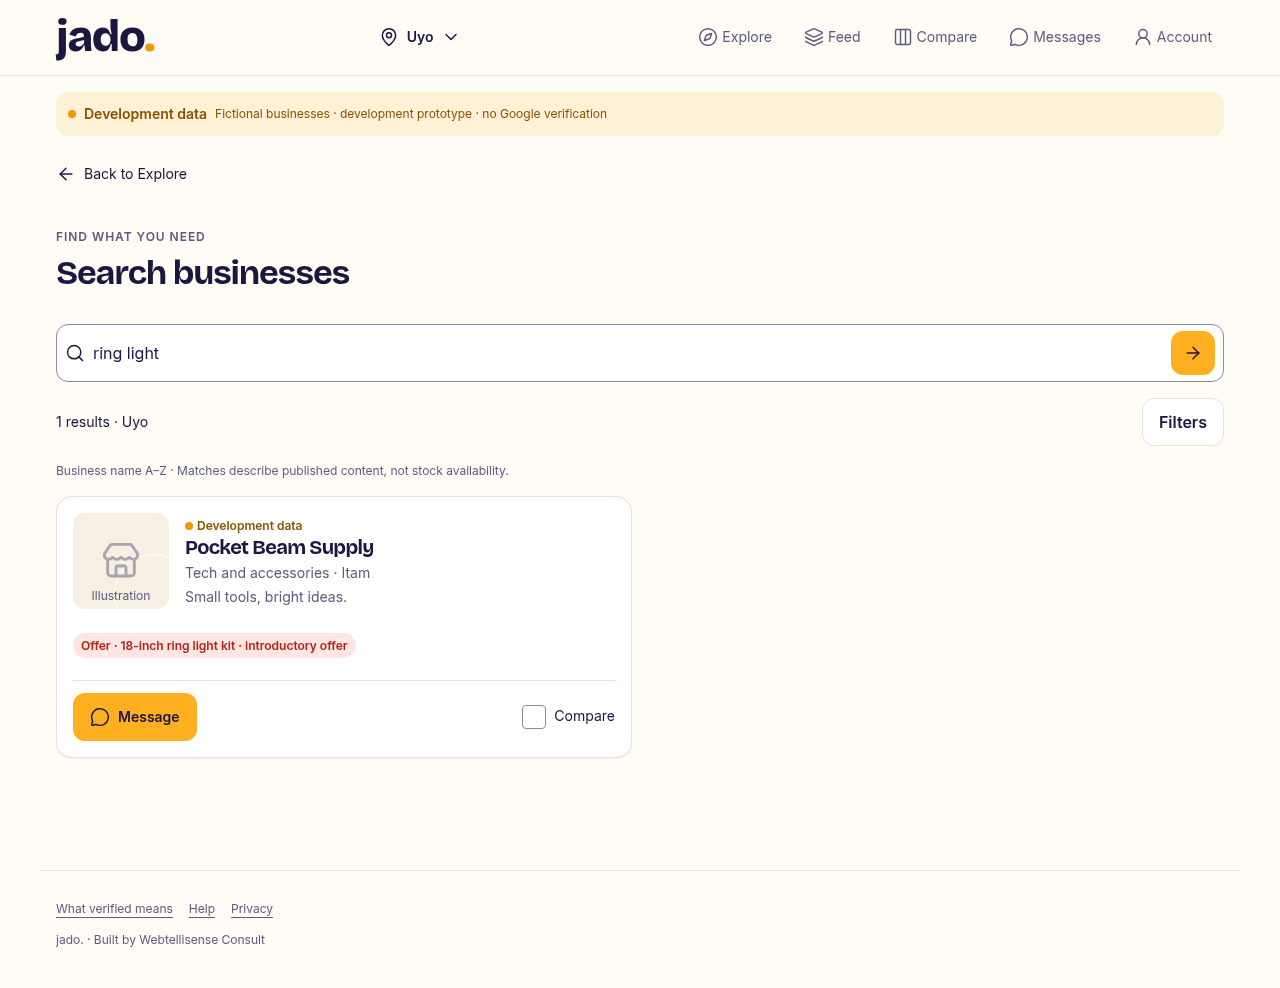 jado.
Uyo
Explore
Feed
Compare
Messages
Account
Development data Fictional businesses · development prototype · no Google verification
Back to Explore
FIND WHAT YOU NEED
Search businesses
ring light
1 results · Uyo
Filters
Business name A–Z · Matches describe published content, not stock availability.
Development data
Pocket Beam Supply
Tech and accessories · Itam
Small tools, bright ideas.
Illustration
Offer · 18-inch ring light kit · introductory offer
Message
Compare
What verified means Help Privacy
jado. · Built by Webtellisense Consult